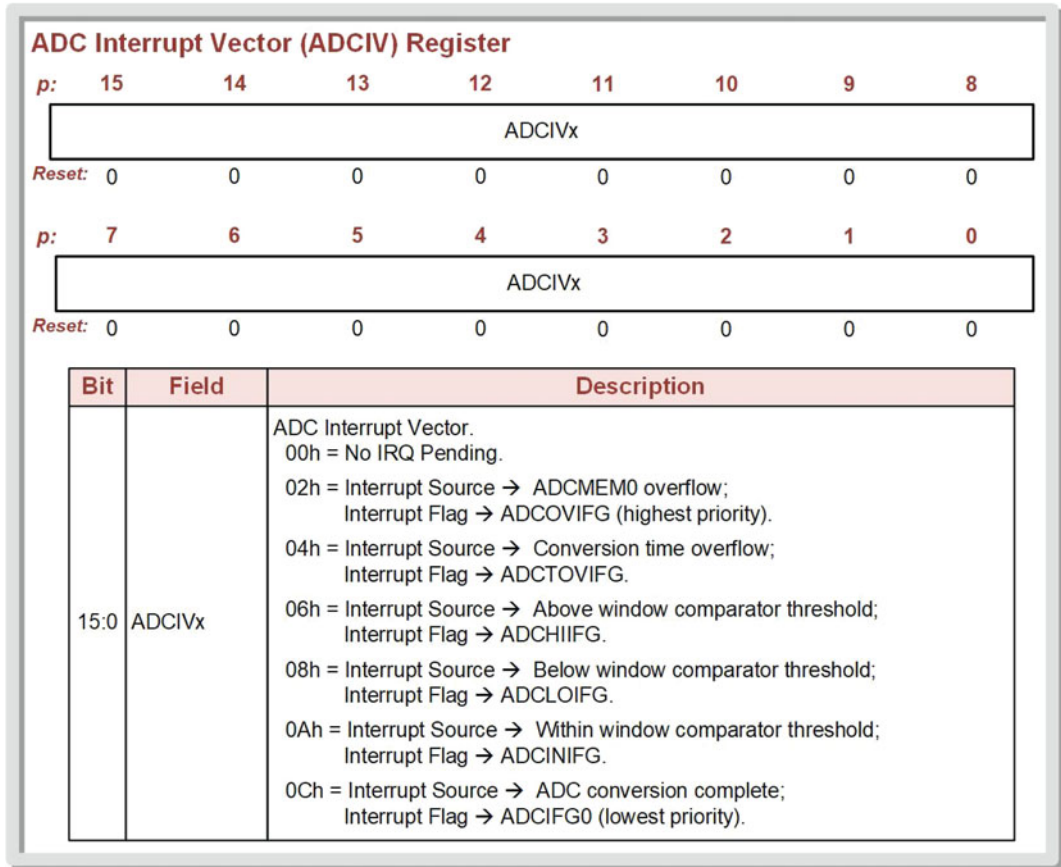 ADC Interrupt Vector (ADCIV) Register
p: 15 14 13 12 11 10 9 8
ADCIVx
Reset: 0 0 0 0 0 0 0 0
p: 7 6 5 4 3 2 1 0
ADCIVx
Reset: 0 0 0 0 0 0 0 0
Bit Field Description
ADC Interrupt Vector.
00h = No IRQ Pending.
02h = Interrupt Source → ADCMEM0 overflow;
Interrupt Flag → ADCOVIFG (highest priority).
04h = Interrupt Source → Conversion time overflow;
Interrupt Flag → ADCTOVIFG.
06h = Interrupt Source → Above window comparator threshold;
Interrupt Flag → ADCHIIFG.
15:0 ADCIVx
08h = Interrupt Source → Below window comparator threshold;
Interrupt Flag → ADCLOIFG.
0Ah = Interrupt Source → Within window comparator threshold;
Interrupt Flag → ADCINIFG.
0Ch = Interrupt Source → ADC conversion complete;
Interrupt Flag → ADCIFG0 (lowest priority).